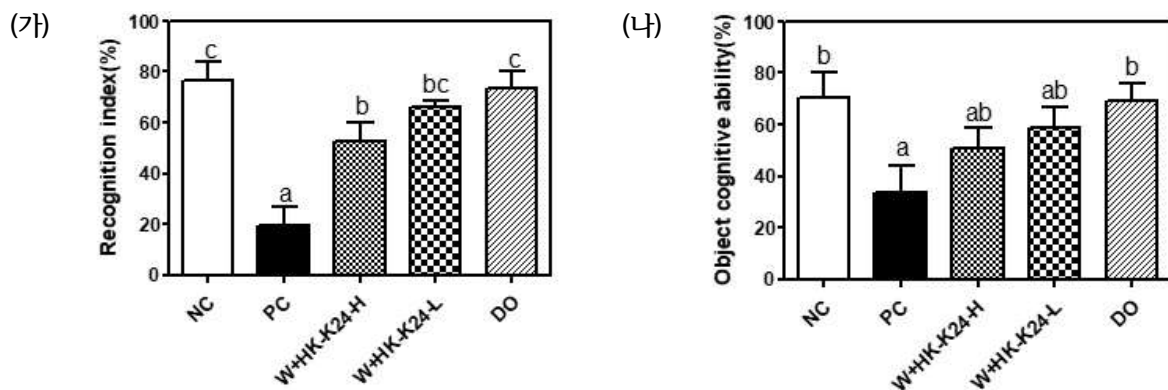 (가)
Recognition index(%)
80
60
40
20
0
c
a
b
bc
c
NC
PC
W+HK-K24-H
W+HK-K24-L
DO
(나)
Object cognitive ability(%)
100
80
60
40
20
0
b
a
ab
ab
b
NC
PC
W+HK-K24-H
W+HK-K24-L
DO